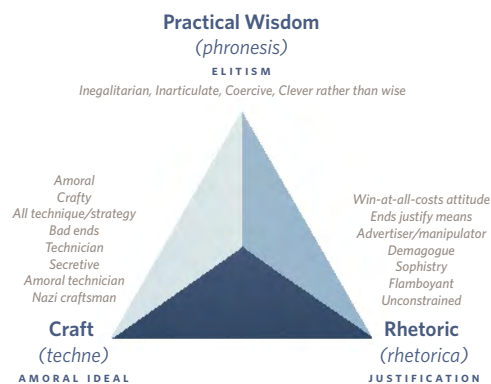 Practical Wisdom
(phronesis)
ELITISM
Inegalitarian, Inarticulate, Coercive, Clever rather than wise
Amoral
Crafty
All technique/strategy
Bad ends
Technician
Secretive
Amoral technician
Nazi craftsman
Craft
(techne)
AMORAL IDEAL
Win-at-all-costs attitude
Ends justify means
Advertiser/manipulator
Demagogue
Sophistry
Flamboyant
Unconstrained
Rhetoric
(rhetorica)
JUSTIFICATION